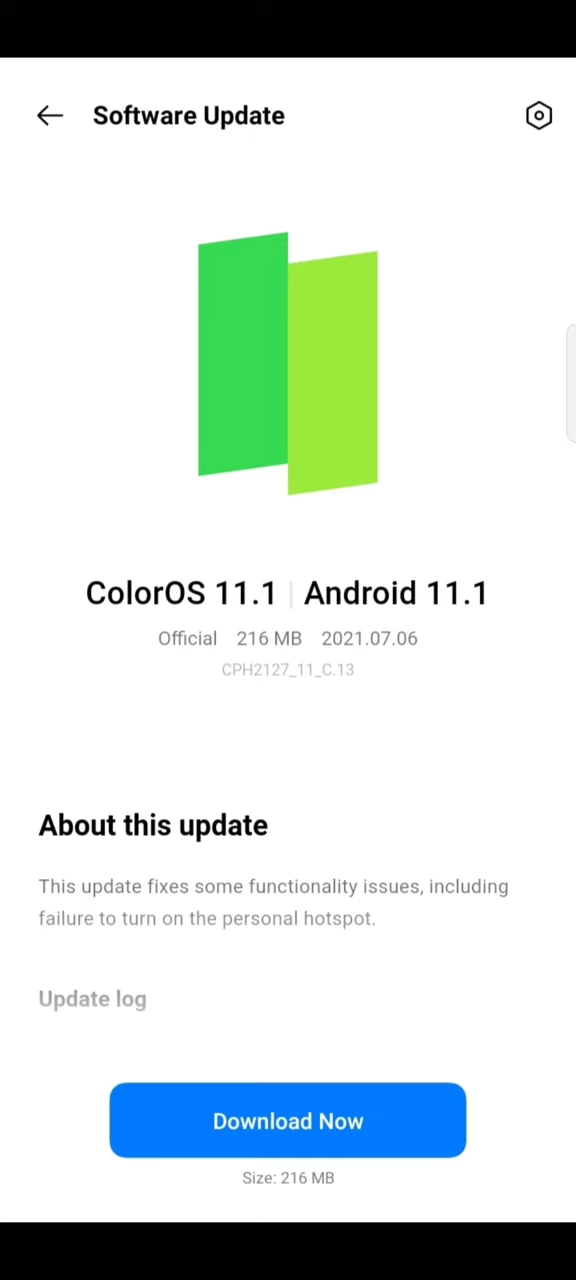 Software Update
ColorOS 11.1 | Android 11.1
Official 216 MB 2021.07.06
CPH2127_11_C.13
About this update
This update fixes some functionality issues, including
failure to turn on the personal hotspot.
Update log
Download Now
Size: 216 MB